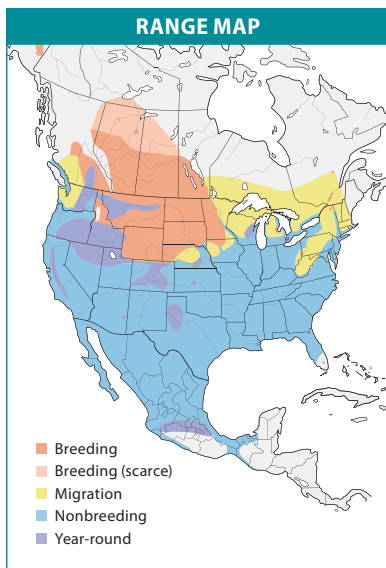 RANGE MAP
Breeding
Breeding (scarce)
Migration
Nonbreeding
Year-round